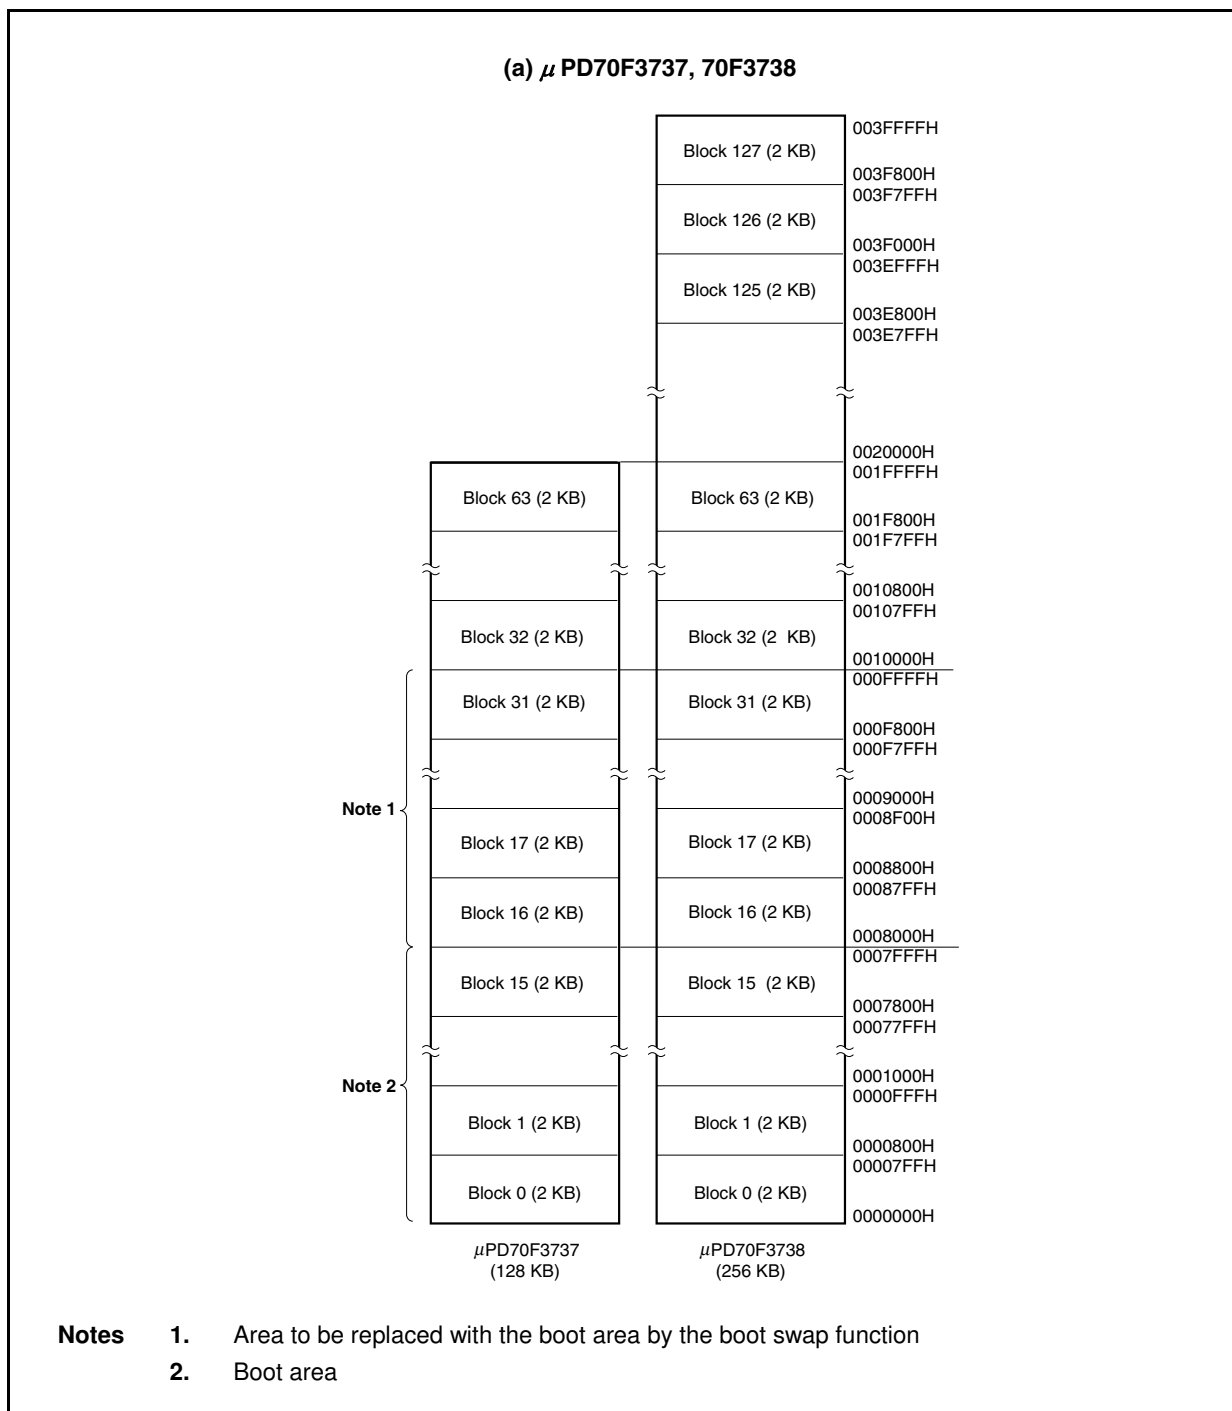 (a) μ PD70F3737, 70F3738
003FFFFH
Block 127 (2 KB)
003F800H
003F7FFH
Block 126 (2 KB)
003F000H
003EFFFH
Block 125 (2 KB)
003E800H
003E7FFH
0020000H
001FFFFH
Block 63 (2 KB) Block 63 (2 KB)
001F800H
001F7FFH
0010800H
00107FFH
Block 32 (2 KB) Block 32 (2 KB)
0010000H
000FFFFH
Block 31 (2 KB) Block 31 (2 KB)
000F800H
000F7FFH
0009000H
Note 1
0008F00H
Block 17 (2 KB) Block 17 (2 KB)
0008800H
00087FFH
Block 16 (2 KB) Block 16 (2 KB)
0008000H
0007FFFH
Block 15 (2 KB) Block 15 (2 KB)
0007800H
00077FFH
0001000H
Note 2
0000FFFH
Block 1 (2 KB) Block 1 (2 KB)
0000800H
00007FFH
Block 0 (2 KB) Block 0 (2 KB)
0000000H
μPD70F3737 μPD70F3738
(128 KB) (256 KB)
Notes 1. Area to be replaced with the boot area by the boot swap function
2. Boot area